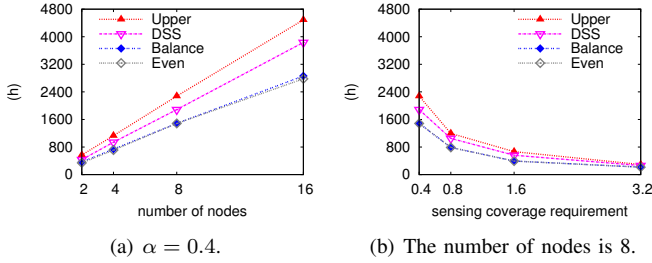 4800
4000
3200
2400
1600
800
0
(h)
2 4 8 16
number of nodes
Upper
DSS
Balance
Even
(a) α = 0.4.
4800
4000
3200
2400
1600
800
0
(h)
0.4 0.8 1.6 3.2
sensing coverage requirement
Upper
DSS
Balance
Even
(b) The number of nodes is 8.